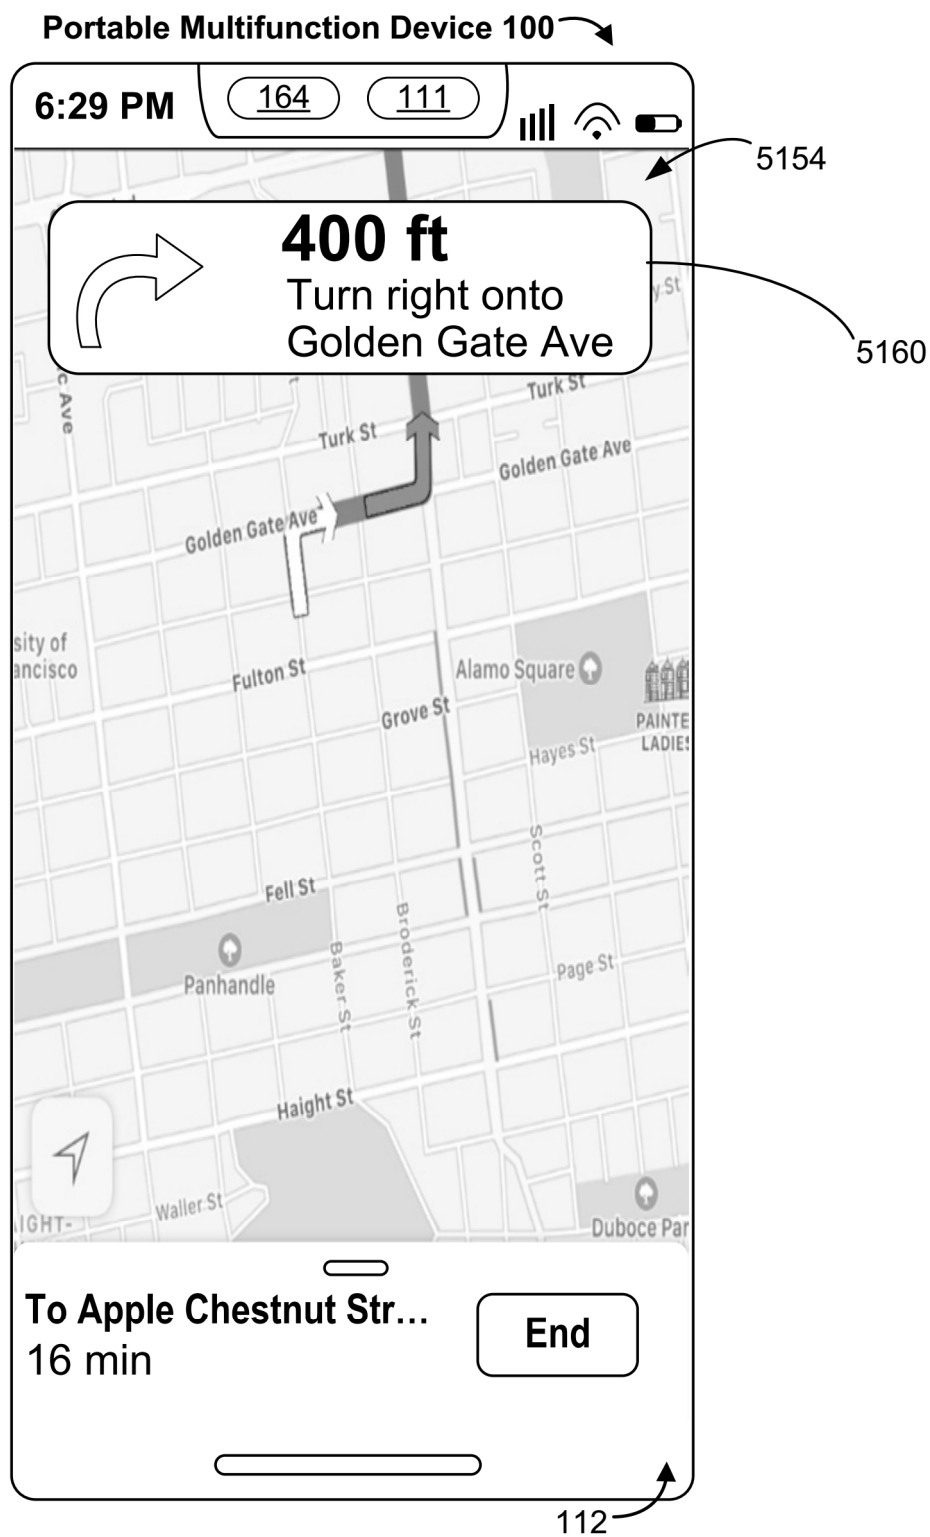 Portable Multifunction Device 100
6:29 PM
164
111
5154
400 ft
Turn right onto
Golden Gate Ave
y St
5160
c Ave
t
Turk St
Turk St
Golden Gate Ave
Golden Gate Ave
sity of
ancisco
Fulton St
Alamo Square
Grove St
PAINTE
LADIES
Hayes St
Scott St
Fell St
Broderick St
Baker St
Panhandle
Page St
Haight St
Waller St
AIGHT-
Duboce Par
To Apple Chestnut Str...
16 min
End
112